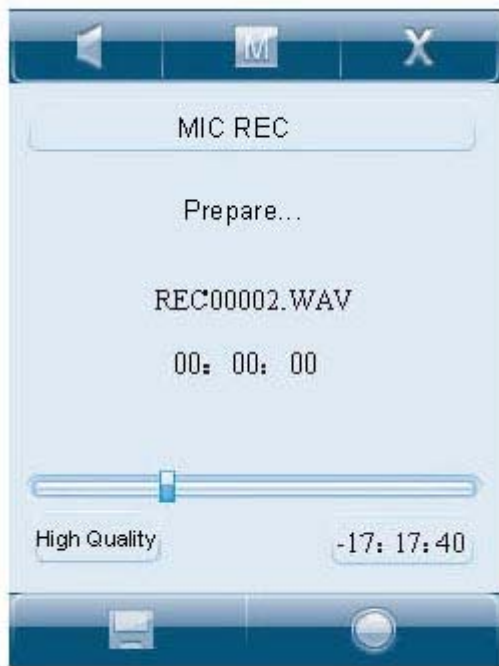 M X
MIC REC
Prepare...
REC00002.WAV
00: 00: 00
High Quality -17: 17: 40